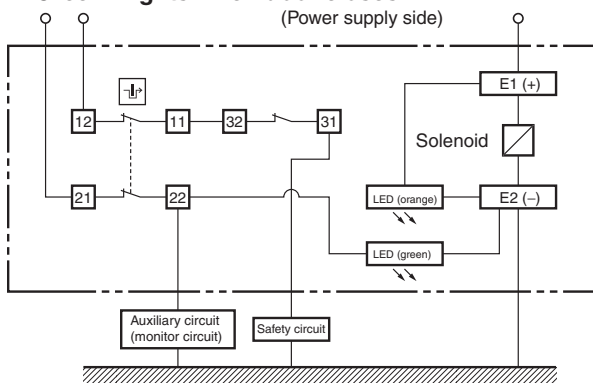 (Power supply side)
E1 (+)
12
11
32
31
Solenoid
21
22
LED (orange)
E2 (–)
LED (green)
Auxiliary circuit
(monitor circuit)
Safety circuit